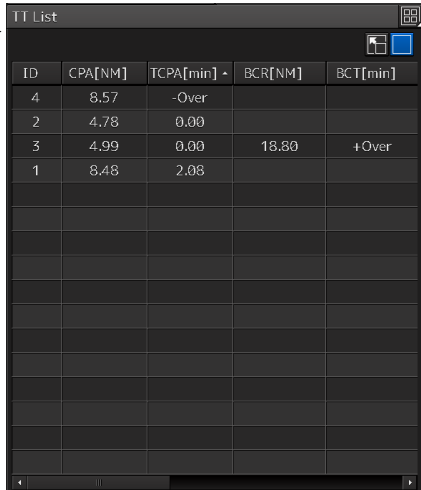 TT List
ID CPA[NM] TCPA[min] BCR[NM] BCT[min]
4 8.57 -Over
2 4.78 0.00
3 4.99 0.00 18.80 +Over
1 8.48 2.08